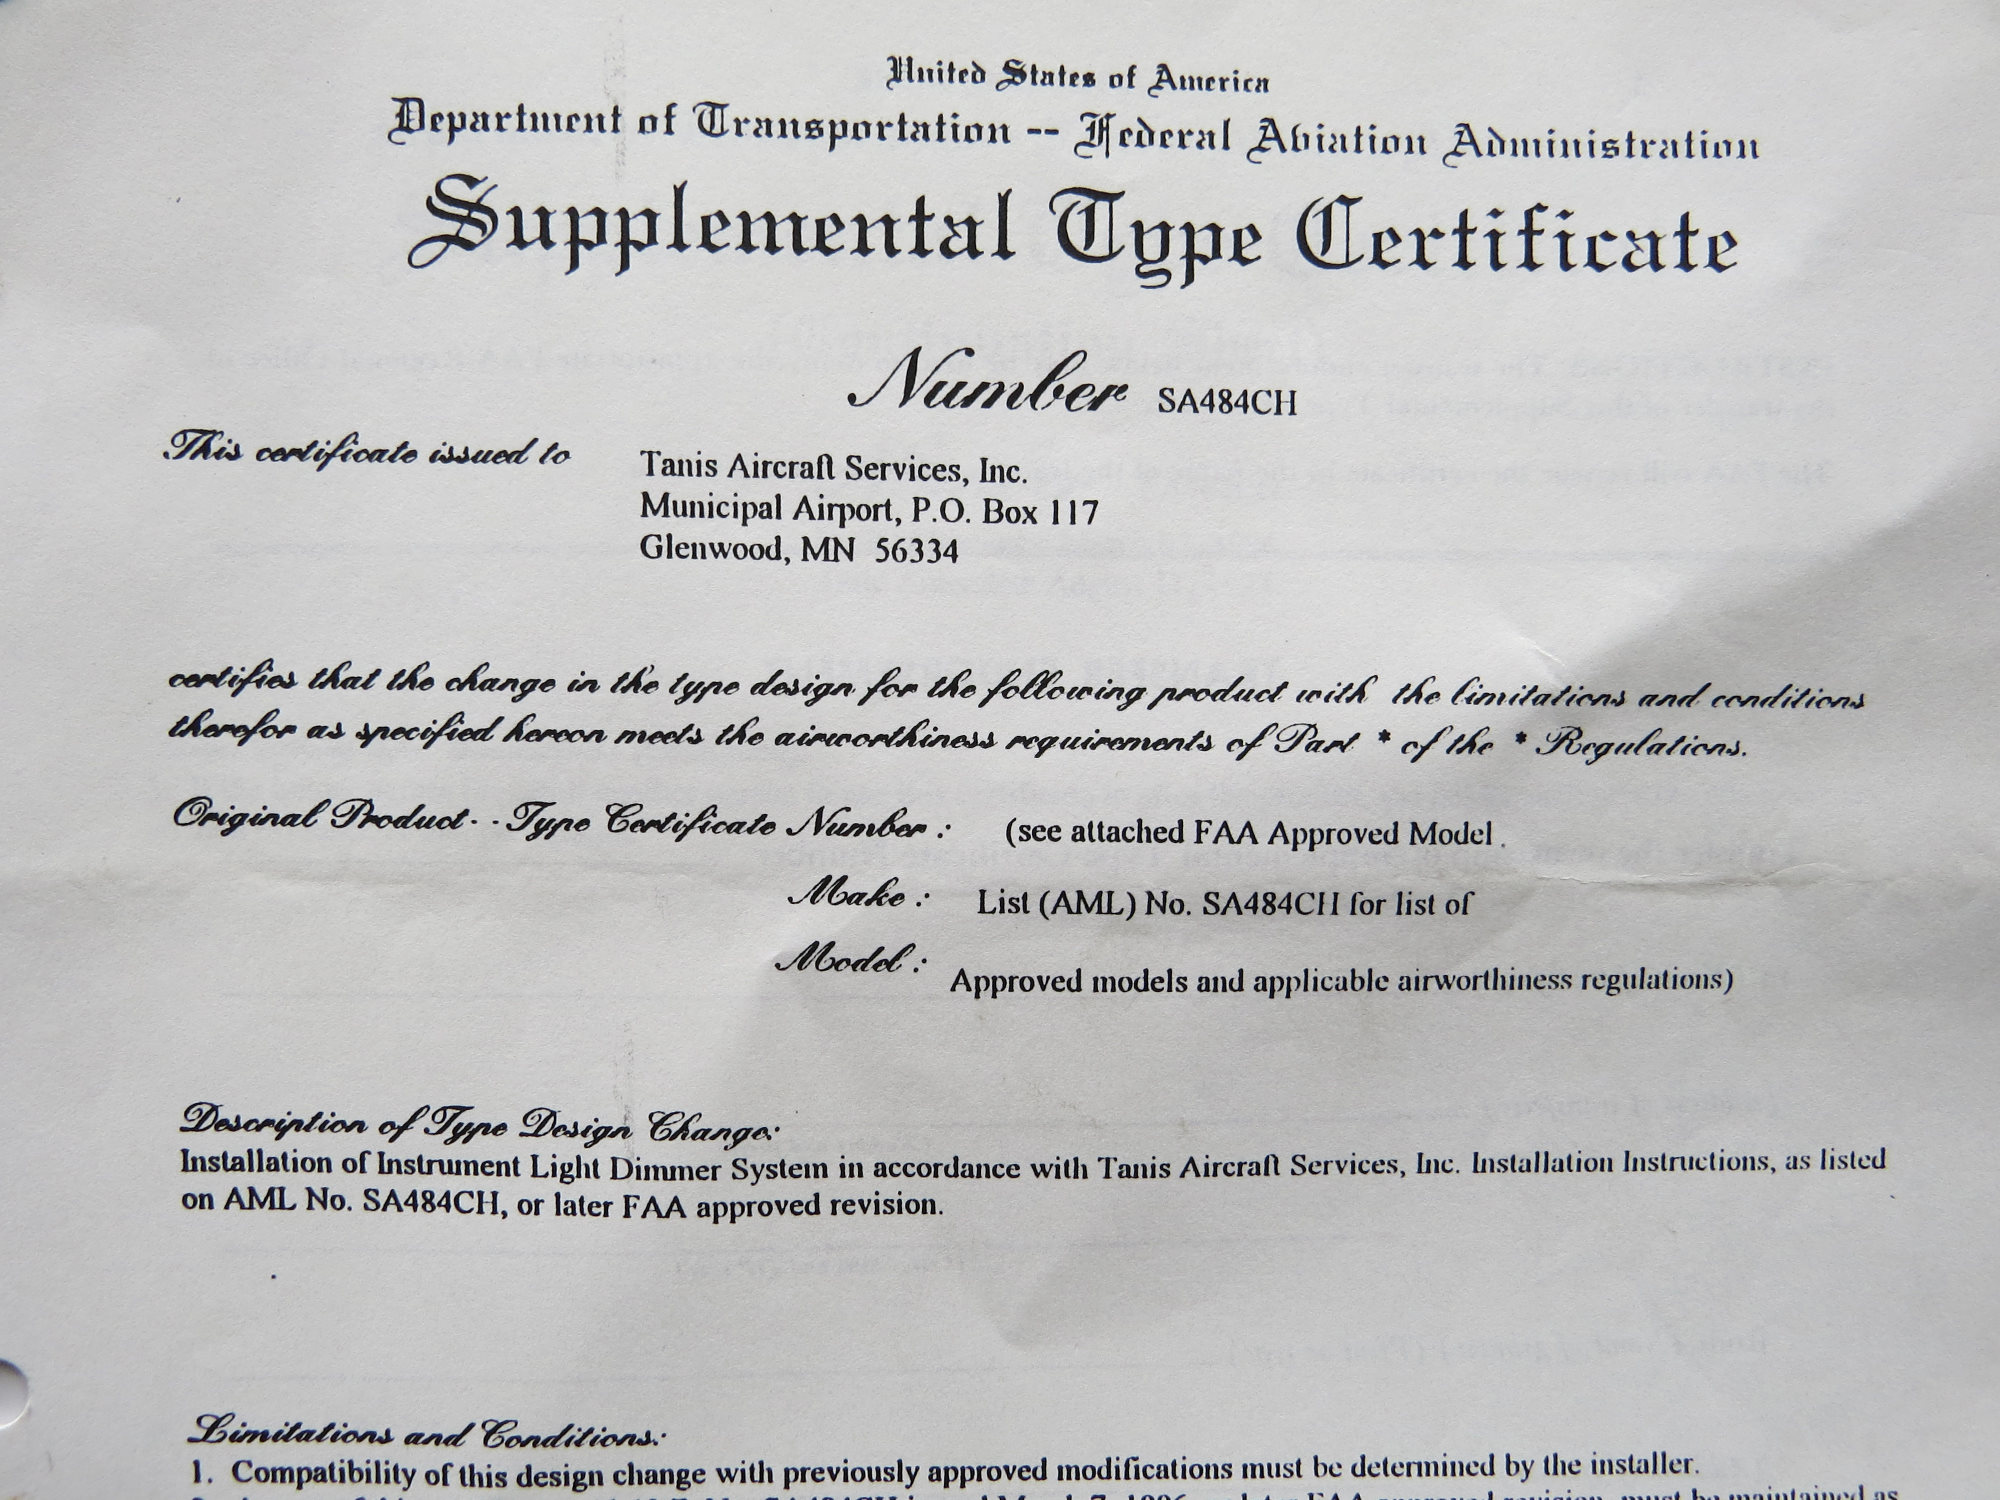 United States of America
Department of Transportation -- Federal Aviation Administration
Supplemental Type Certificate
Number SA484CH
This certificate issued to
Tanis Aircraft Services, Inc.
Municipal Airport, P.O. Box 117
Glenwood, MN 56334
certifies that the change in the type design for the following product with the limitations and conditions
therefor as specified hereon meets the airworthiness requirements of Part * of the * Regulations.
Original Product - - Type Certificate Number : (see attached FAA Approved Model
Make : List (AML) No. SA484CH for list of
Model : Approved models and applicable airworthiness regulations)
Description of Type Design Change:
Installation of Instrument Light Dimmer System in accordance with Tanis Aircraft Services, Inc. Installation Instructions, as listed
on AML No. SA484CH, or later FAA approved revision.
Limitations and Conditions:
1. Compatibility of this design change with previously approved modifications must be determined by the installer.
FAA approved revision, must be maintained as